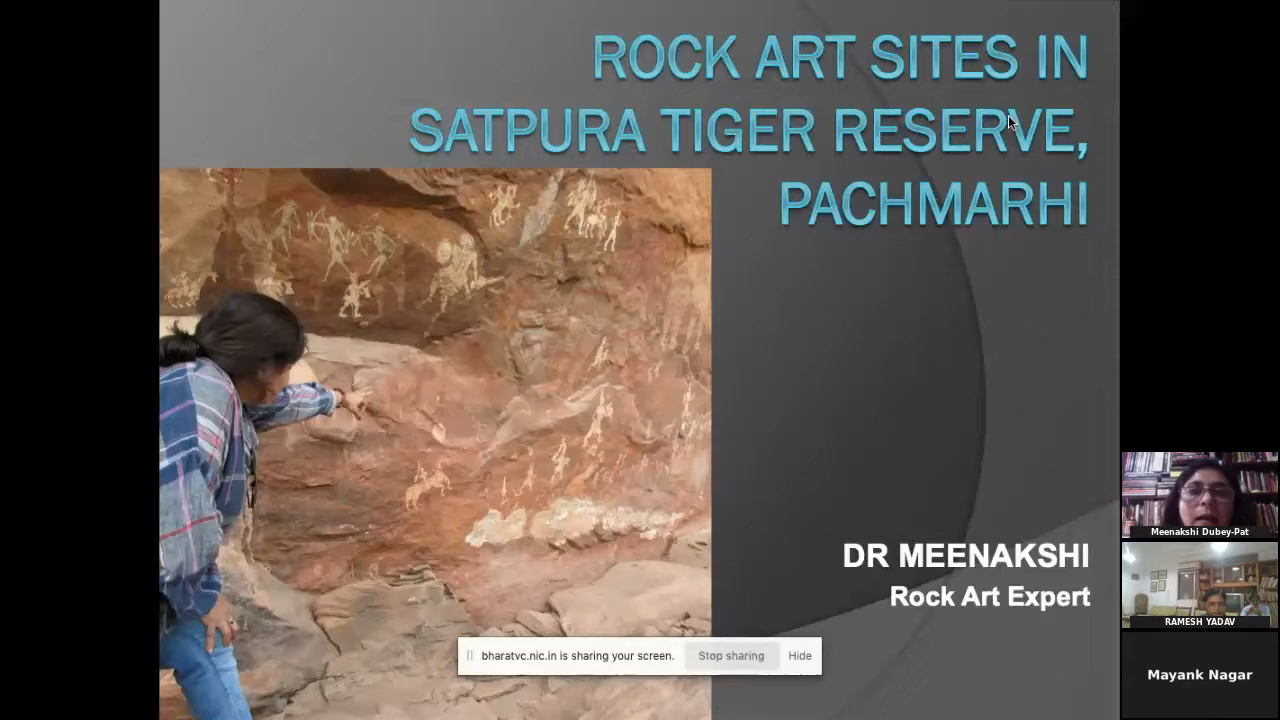 ROCK ART SITES IN
SATPURA TIGER RESERVE,
PACHMARHI
DR MEENAKSHI
Rock Art Expert
bharatvc.nic.in is sharing your screen. Stop sharing Hide
Meenakshi Dubey-Pat
RAMESH YADAV
Mayank Nagar